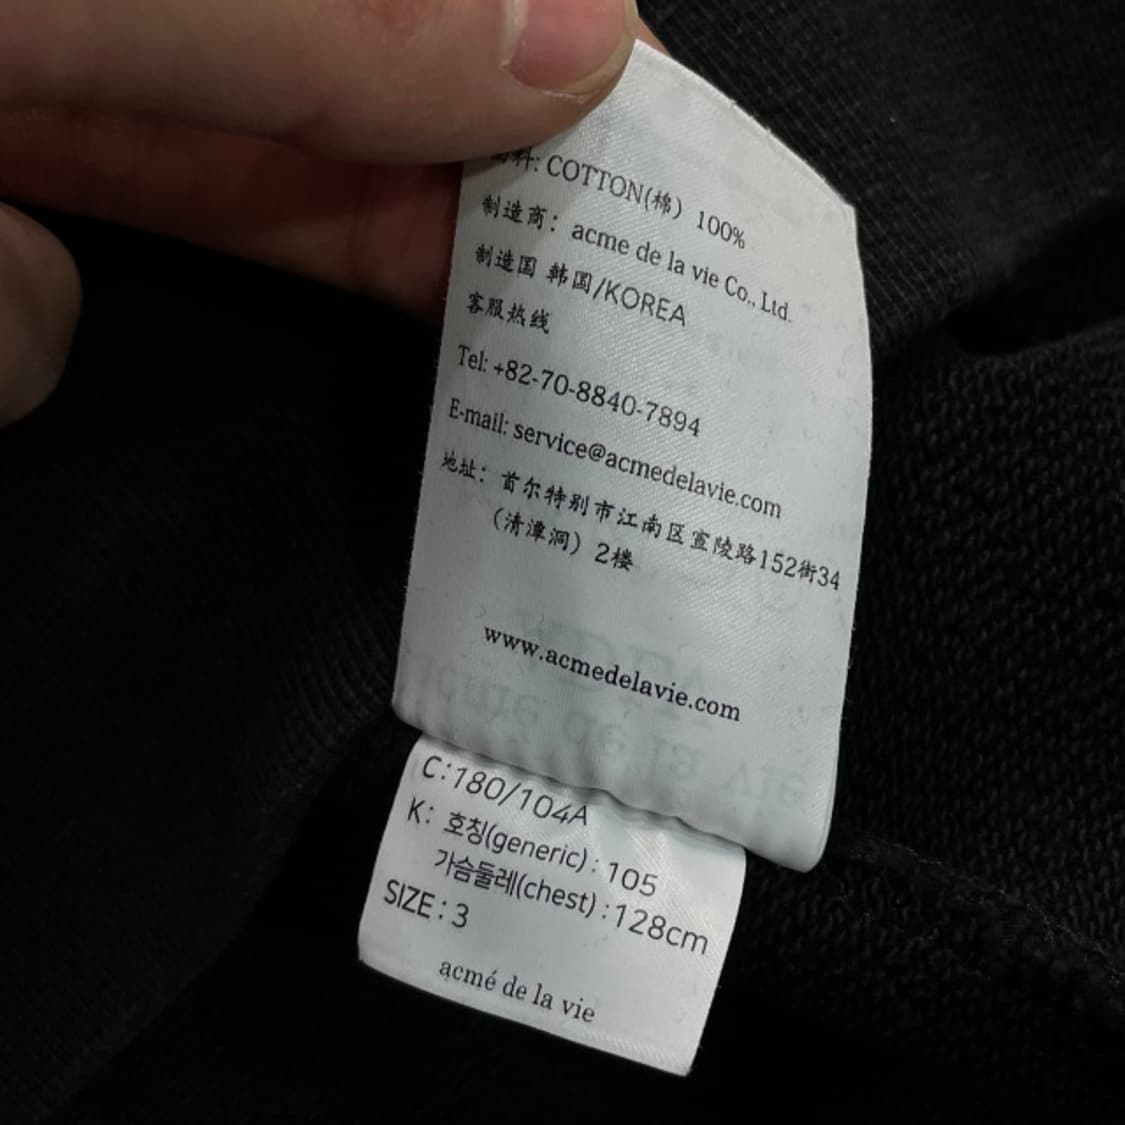 料: COTTON(棉) 100%
制造商: acme de la vie Co., Ltd.
制造国 韩国/KOREA
客服热线
Tel: +82-70-8840-7894
E-mail: service@acmedelavie.com
地址: 首尔特别市江南区宣陵路152街34
(清潭洞) 2楼
www.acmedelavie.com
C:180/104A
K: 호칭(generic) : 105
가슴둘레(chest) : 128cm
SIZE : 3
acmé de la vie